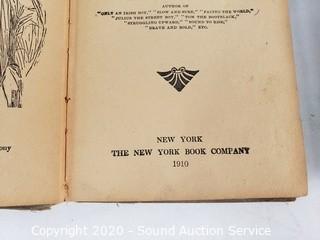 AUTHOR OF
"ONLY AN IRISH BOY," "SLOW AND SURE," "FACING THE WORLD,"
"JULIUS THE STREET BOY," "TOM THE BOOTBLACK,"
"STRUGGLING UPWARD," "BOUND TO RISE,"
"BRAVE AND BOLD," ETC.
ony
NEW YORK
THE NEW YORK BOOK COMPANY
1910
Copyright 2020 - Sound Auction Service